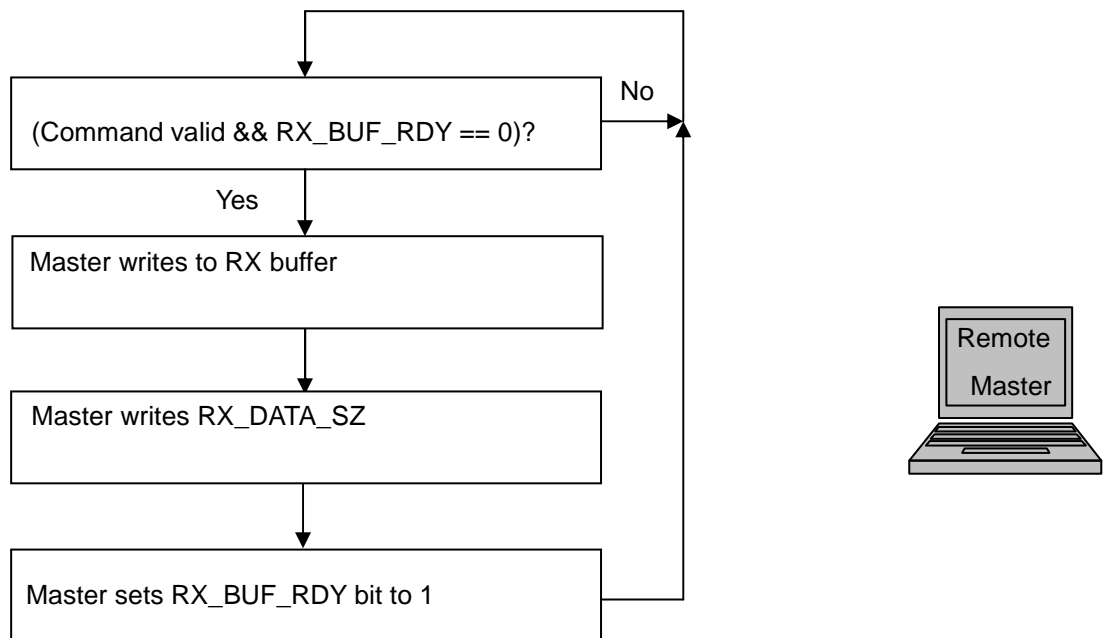 No
(Command valid && RX_BUF_RDY == 0)?
Yes
Master writes to RX buffer
Remote
Master
Master writes RX_DATA_SZ
Master sets RX_BUF_RDY bit to 1